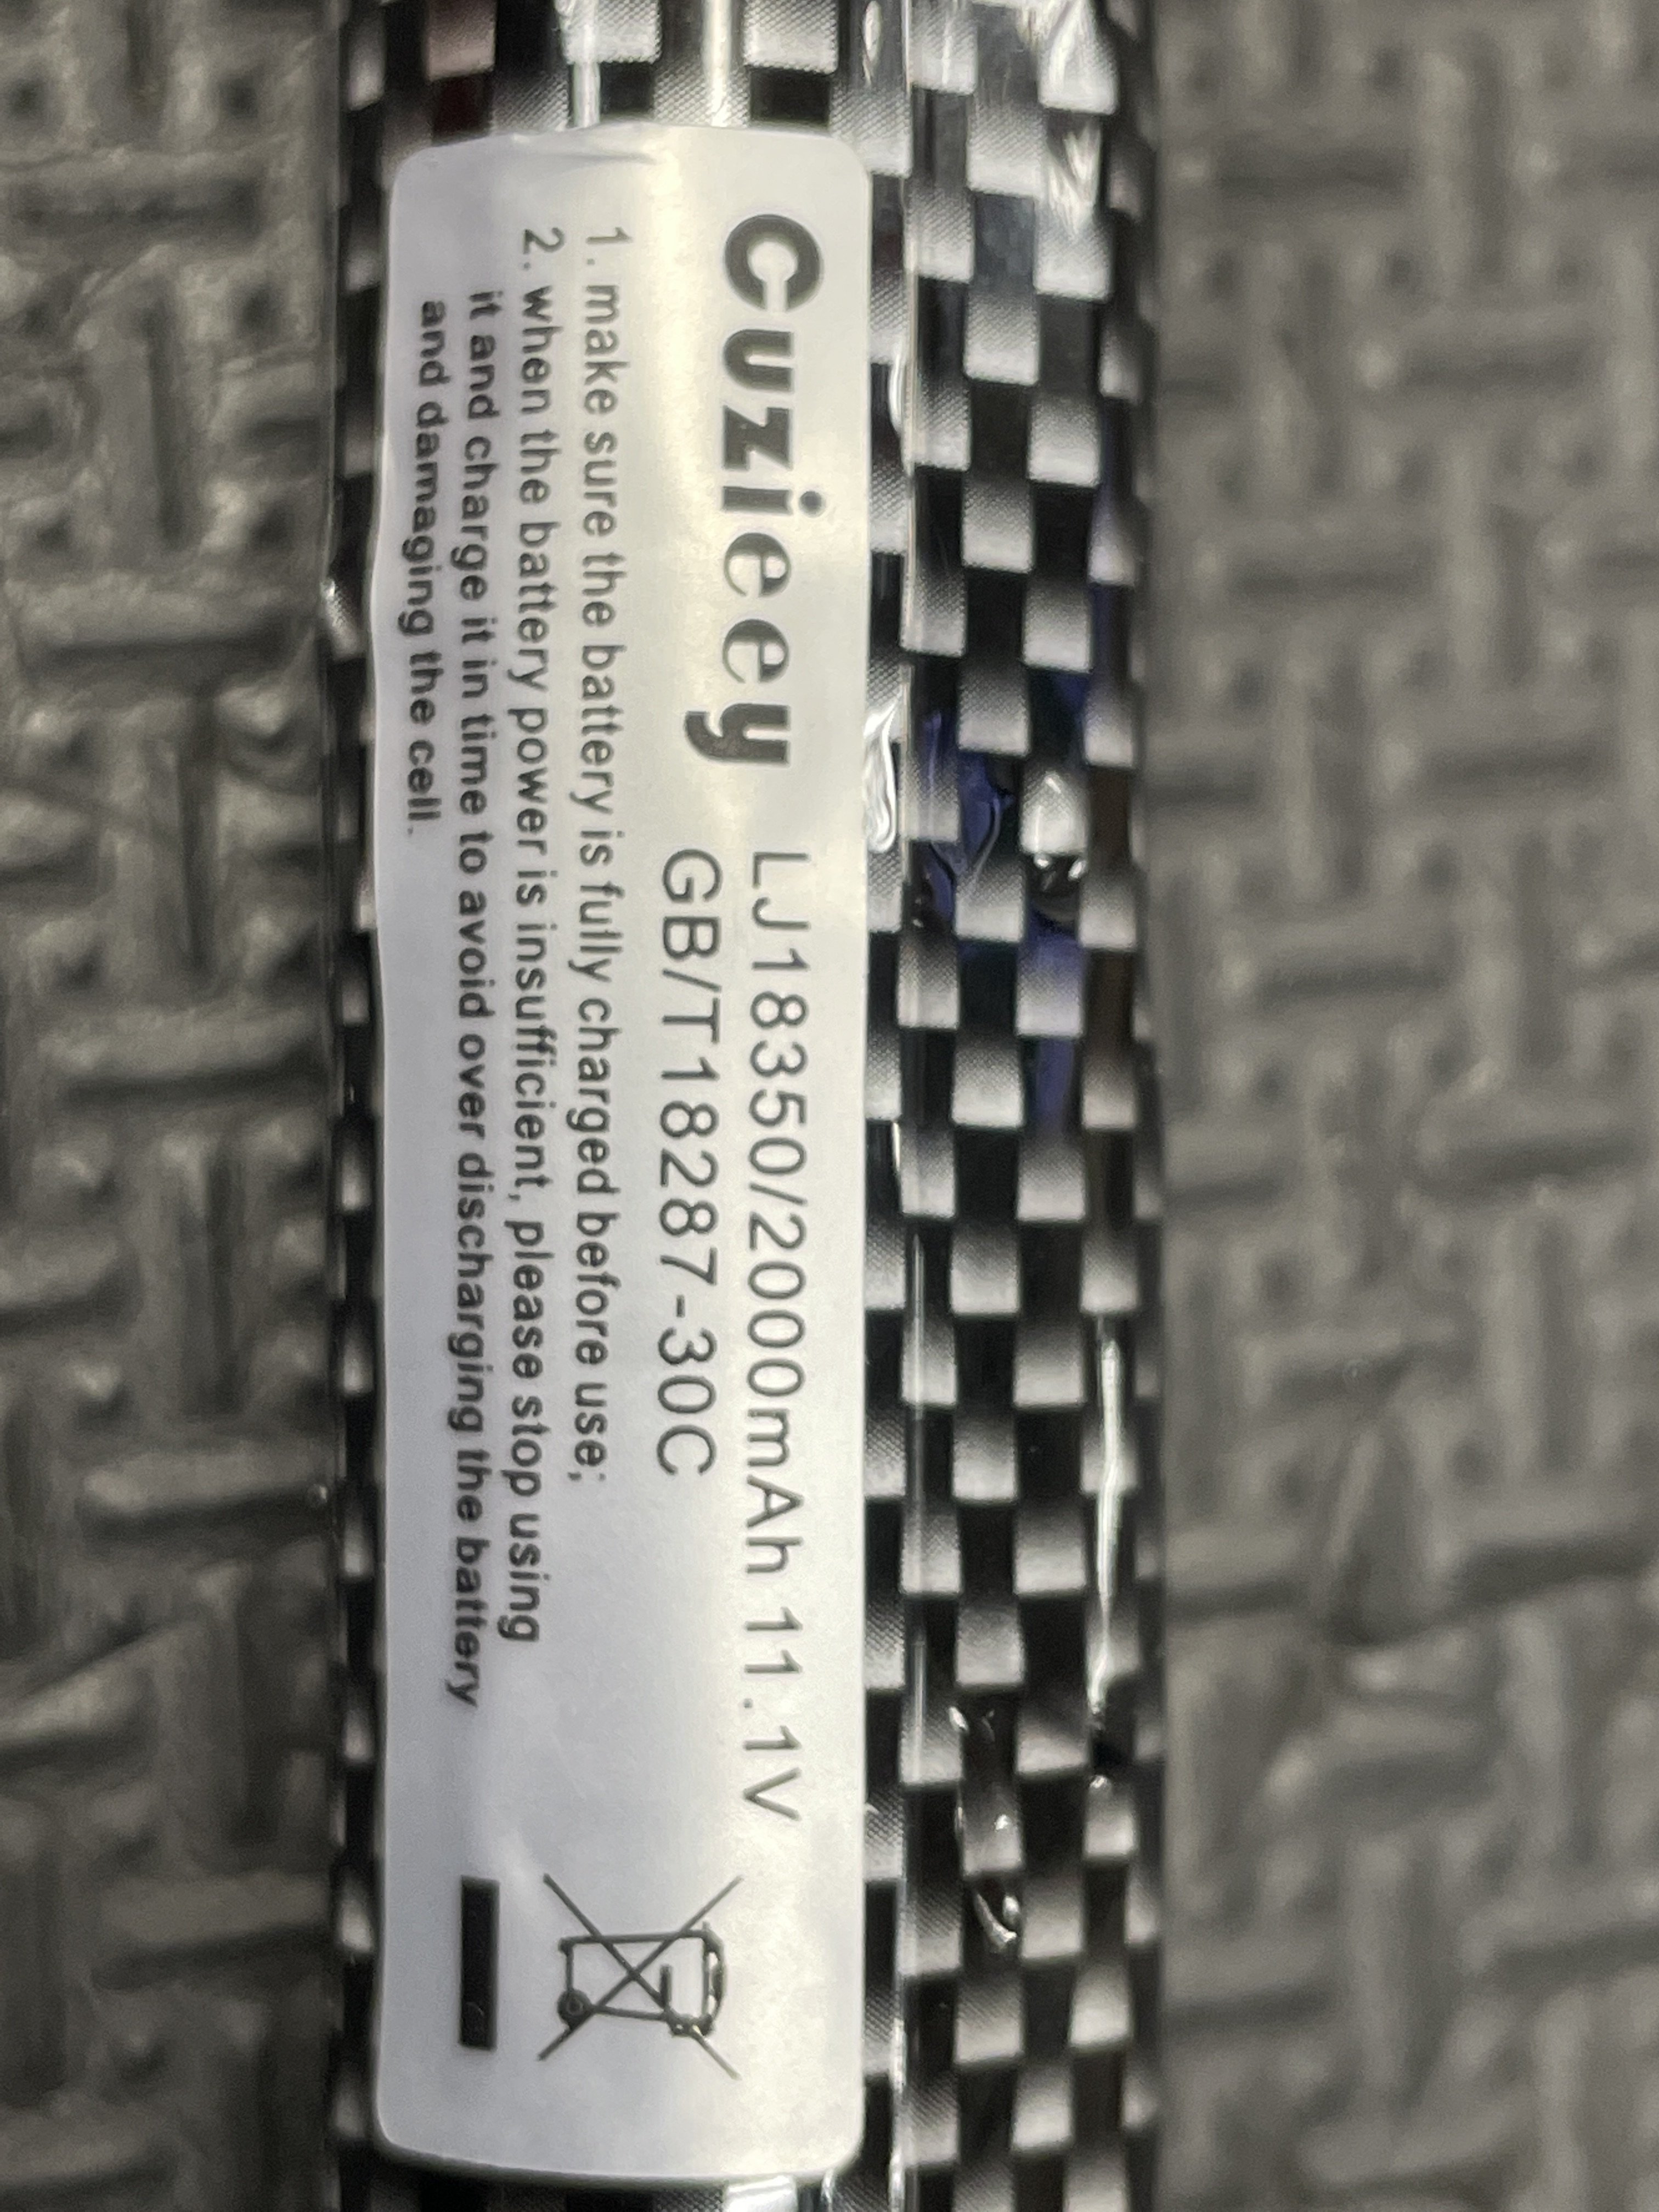 Cuzieey LJ18350/2000mAh 11.1V
GB/T18287-30C
1. make sure the battery is fully charged before use;
2. when the battery power is insufficient, please stop using
it and charge it in time to avoid over discharging the battery
and damaging the cell.